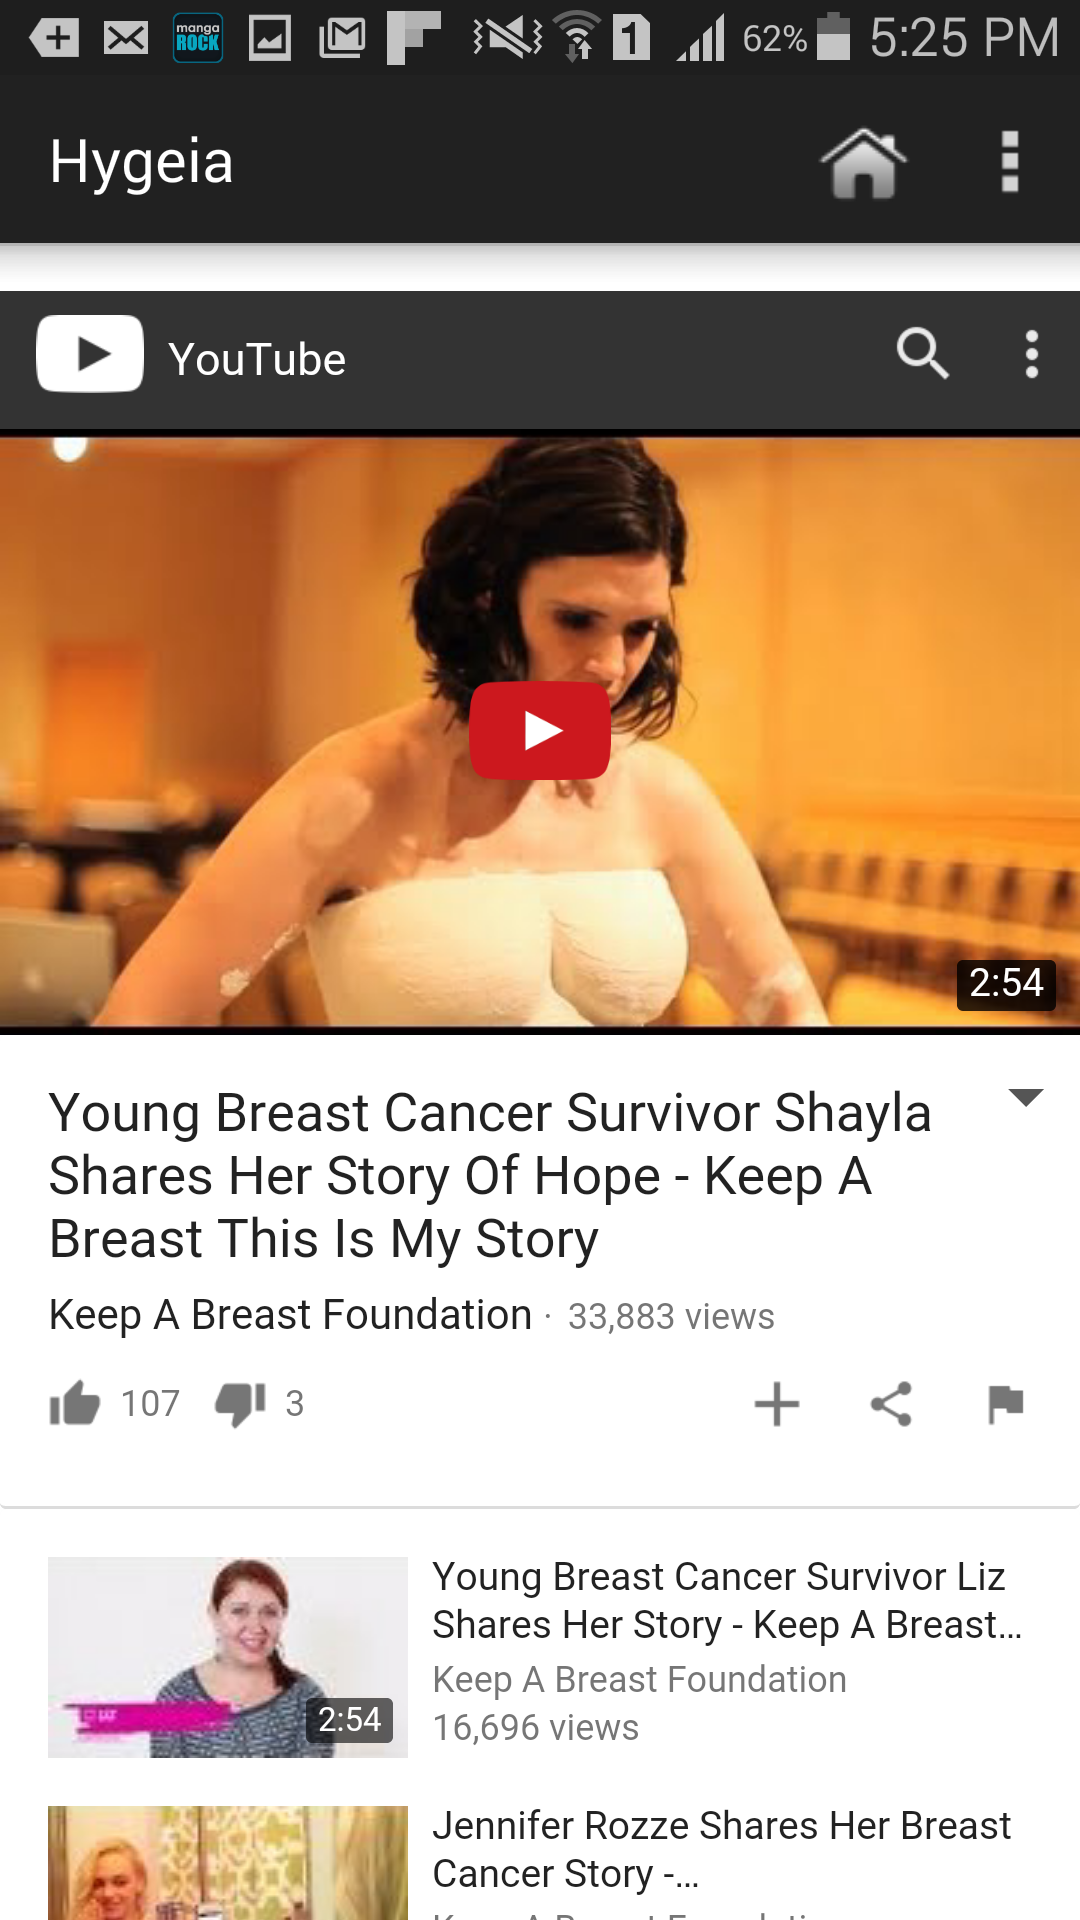 manga
ROCK
1
62%
5:25 PM
Hygeia
YouTube
2:54
Young Breast Cancer Survivor Shayla
Shares Her Story Of Hope - Keep A
Breast This Is My Story
Keep A Breast Foundation · 33,883 views
107
3
Young Breast Cancer Survivor Liz
Shares Her Story - Keep A Breast...
Keep A Breast Foundation
16,696 views
2:54
Jennifer Rozze Shares Her Breast
Cancer Story -...